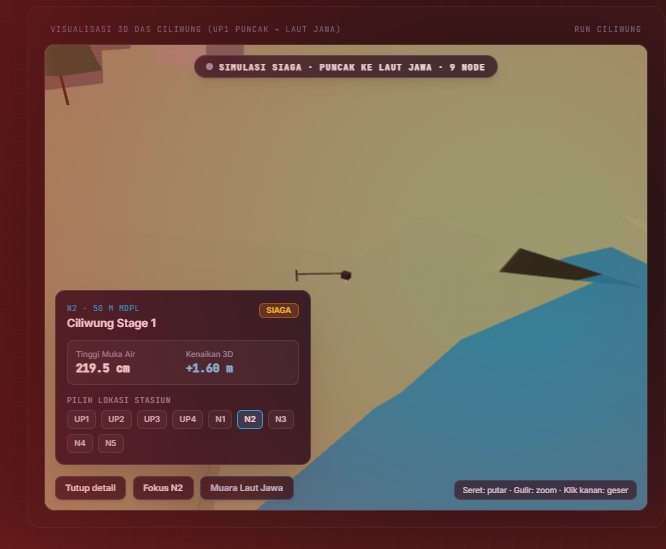 VISUALISASI 3D DAS CILIWUNG (UP1 PUNCAK → LAUT JAWA)
RUN CILIWUNG
SIMULASI SIAGA · PUNCAK KE LAUT JAWA · 9 NODE
N2 · 50 M MDPL
SIAGA
Ciliwung Stage 1
Tinggi Muka Air
Kenaikan 3D
219.5 cm
+1.60 m
PILIH LOKASI STASIUN
UP1 UP2 UP3 UP4 N1 N2 N3
N4 N5
Tutup detail
Fokus N2
Muara Laut Jawa
Seret: putar · Gulir: zoom · Klik kanan: geser